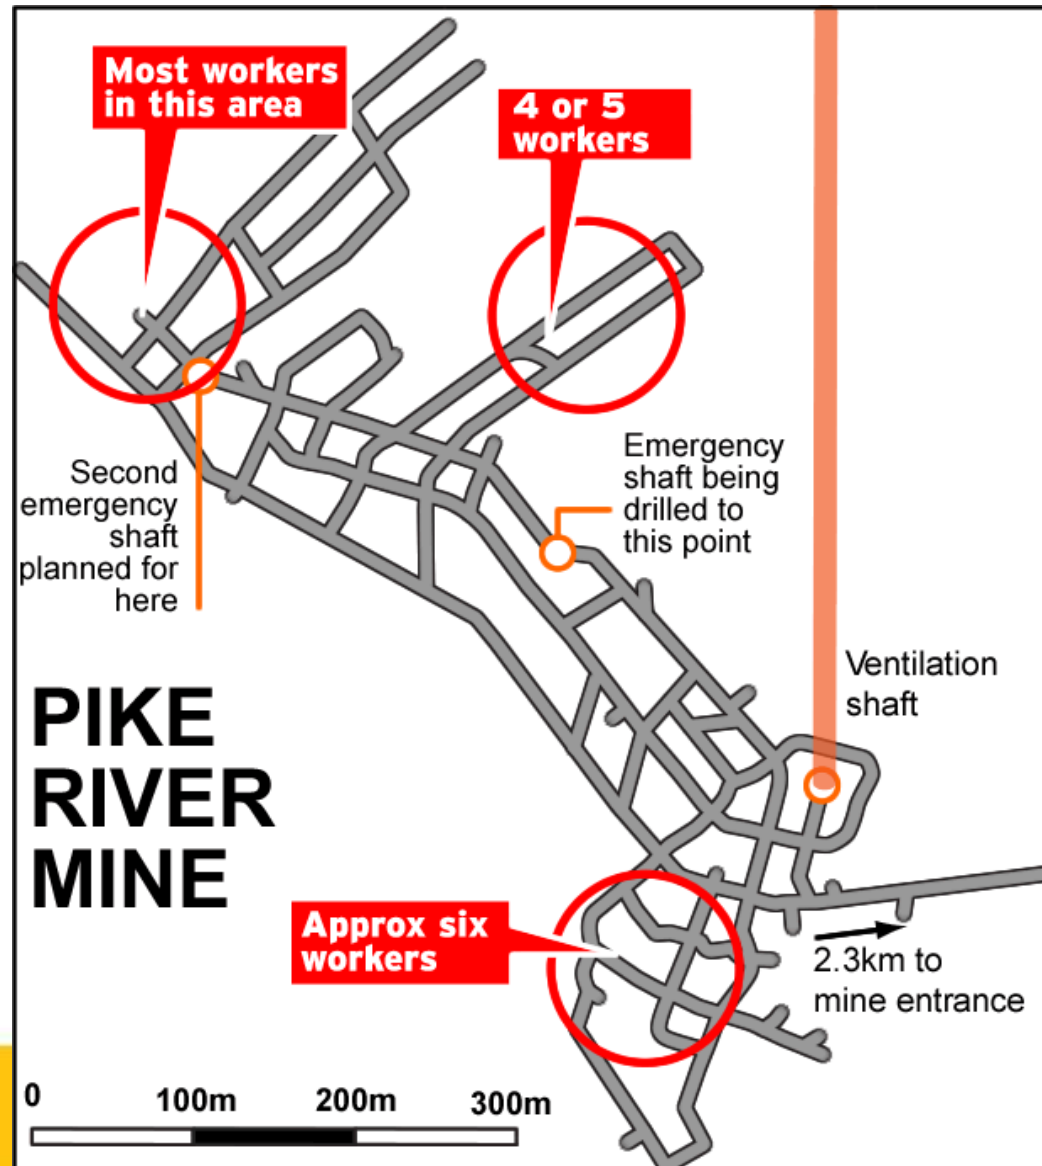 Most workers
in this area
4 or 5
workers
Second
emergency
shaft
planned for
here
Emergency
shaft being
drilled to
this point
Ventilation
shaft
PIKE
RIVER
MINE
Approx six
workers
2.3km to
mine entrance
0 100m 200m 300m